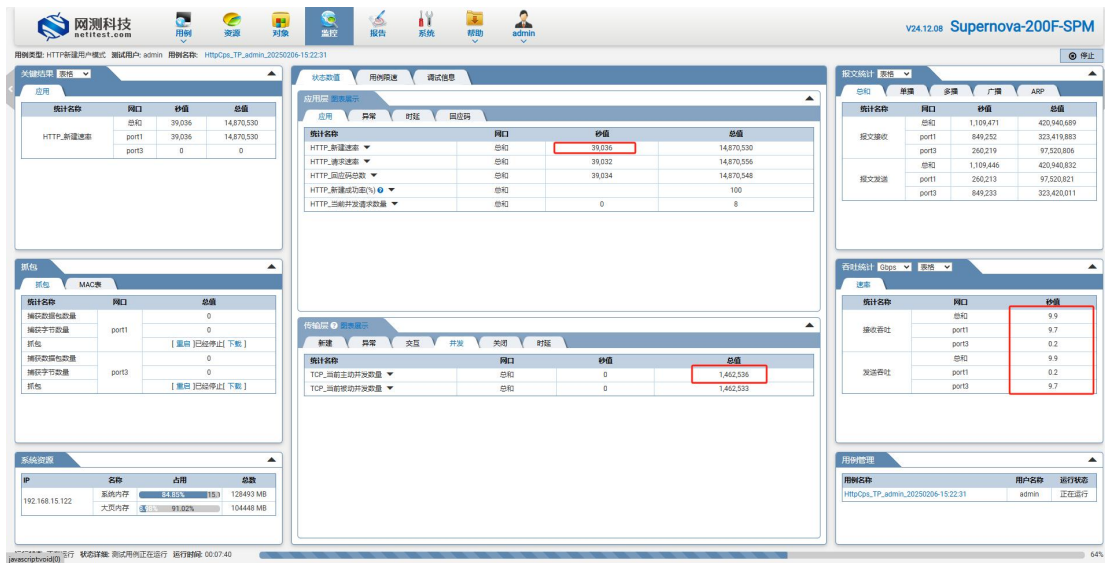 网测科技
netitest.com
用例 资源 对象 监控 报告 系统 帮助 admin
V24.12.08 Supernova-200F-SPM
用例类型: HTTP新建用户模式 测试用户: admin 用例名称: HttpCps_TP_admin_20250206-15:22:31
停止
关键结果 表格
应用
统计名称 网口 秒值 总值
总和 39,036 14,870,530
HTTP_新建速率 port1 39,036 14,870,530
port3 0 0
状态数值 用例限速 调试信息
应用层 图表展示
应用 异常 时延 回应码
统计名称 网口 秒值 总值
HTTP_新建速率 总和 39,036 14,870,530
HTTP_请求速率 总和 39,032 14,870,556
HTTP_回应码总数 总和 39,034 14,870,548
HTTP_新建成功率(%) 总和 100
HTTP_当前并发请求数量 总和 0 8
报文统计 表格
总和 单播 多播 广播 ARP
统计名称 网口 秒值 总值
总和 1,109,471 420,940,689
报文接收 port1 849,252 323,419,883
port3 260,219 97,520,806
总和 1,109,446 420,940,832
报文发送 port1 260,213 97,520,821
port3 849,233 323,420,011
抓包
抓包 MAC表
统计名称 网口 总值
捕获数据包数量 0
捕获字节数量 port1 0
抓包 [ 重启 ]已经停止[ 下载 ]
捕获数据包数量 0
捕获字节数量 port3 0
抓包 [ 重启 ]已经停止[ 下载 ]
传输层 图表展示
新建 异常 交互 并发 关闭 时延
统计名称 网口 秒值 总值
TCP_当前主动并发数量 总和 0 1,462,536
TCP_当前被动并发数量 总和 0 1,462,533
吞吐统计 Gbps 表格
速率
统计名称 网口 秒值
总和 9.9
接收吞吐 port1 9.7
port3 0.2
总和 9.9
发送吞吐 port1 0.2
port3 9.7
系统资源
IP 名称 占用 总数
192.168.15.122 系统内存 84.85% 128493 MB
大页内存 91.02% 104448 MB
用例管理
用例名称 用户名称 运行状态
HttpCps_TP_admin_20250206-15:22:31 admin 正在运行
状态详细: 测试用例正在运行 运行时间: 00:07:40
64%
javascript:void(0)